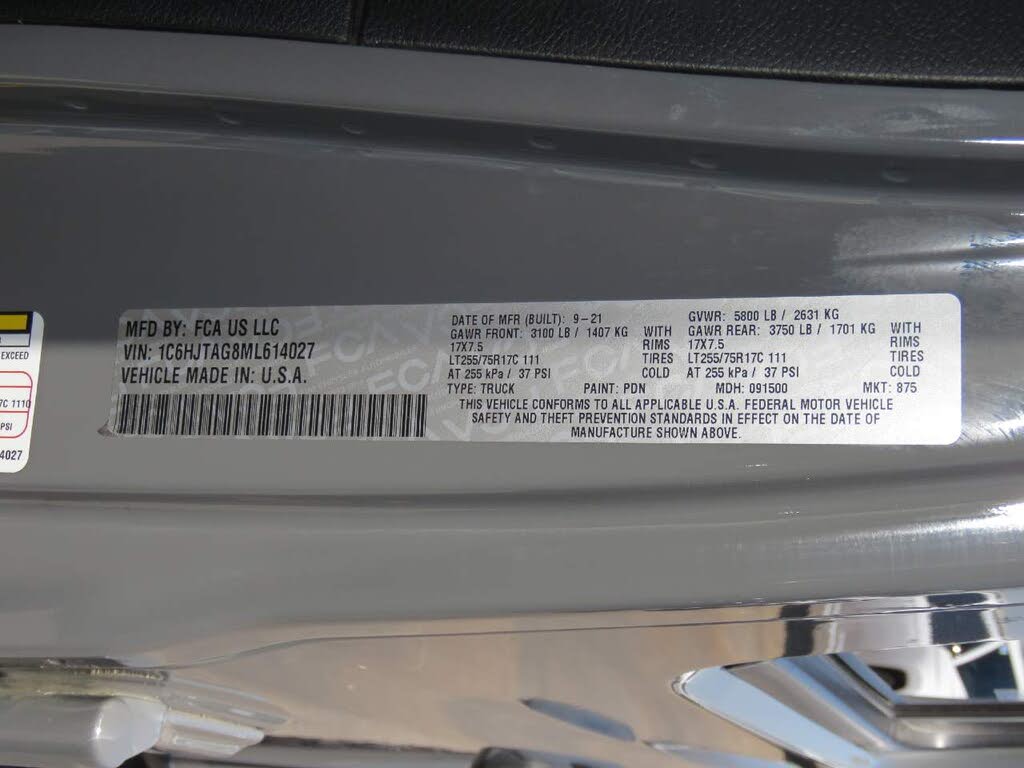 EXCEED
7C 1110
PSI
4027
MFD BY: FCA US LLC
VIN: 1C6HJTAG8ML614027
VEHICLE MADE IN: U.S.A.
DATE OF MFR (BUILT): 9-21 GVWR: 5800 LB / 2631 KG
GAWR FRONT: 3100 LB / 1407 KG WITH GAWR REAR: 3750 LB / 1701 KG WITH
17X7.5 RIMS 17X7.5 RIMS
LT255/75R17C 111 TIRES LT255/75R17C 111 TIRES
AT 255 kPa / 37 PSI COLD AT 255 kPa / 37 PSI COLD
TYPE: TRUCK PAINT: PDN MDH: 091500 MKT: 875
THIS VEHICLE CONFORMS TO ALL APPLICABLE U.S.A. FEDERAL MOTOR VEHICLE
SAFETY AND THEFT PREVENTION STANDARDS IN EFFECT ON THE DATE OF
MANUFACTURE SHOWN ABOVE.